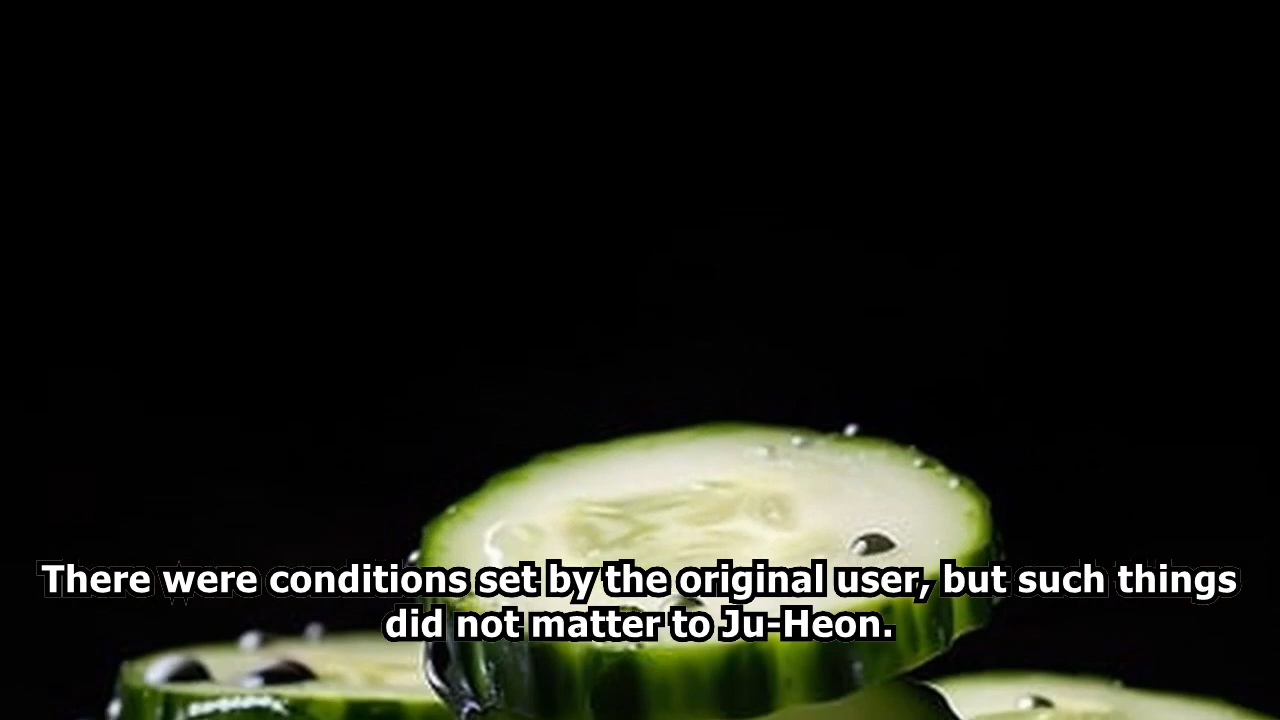 There were conditions set by the original user, but such things
did not matter to Ju-Heon.